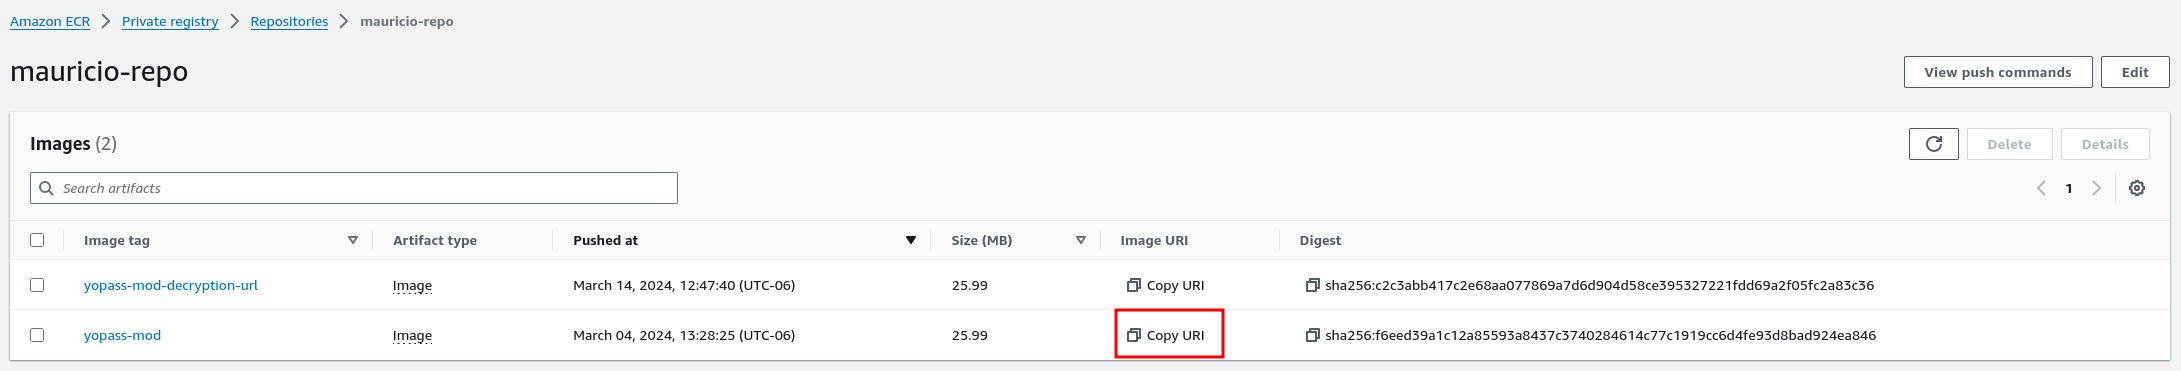 Amazon ECR > Private registry > Repositories > mauricio-repo
mauricio-repo
View push commands Edit
Images (2)
Delete Details
Search artifacts
1
Image tag Artifact type Pushed at Size (MB) Image URI Digest
yopass-mod-decryption-url Image March 14, 2024, 12:47:40 (UTC-06) 25.99 Copy URI sha256:c2c3abb417c2e68aa077869a7d6d904d58ce395327221fdd69a2f05fc2a83c36
yopass-mod Image March 04, 2024, 13:28:25 (UTC-06) 25.99 Copy URI sha256:f6eed39a1c12a85593a8437c3740284614c77c1919cc6d4fe93d8bad924ea846